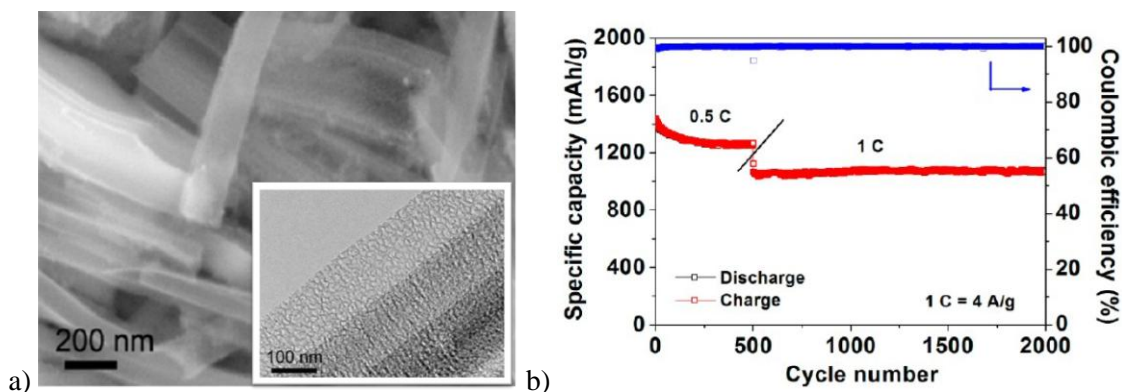 a)
200 nm
100 nm
b)
Specific capacity (mAh/g)
2000
1600
1200
800
400
0
0.5 C
1 C
Discharge
Charge
1 C = 4 A/g
100
80
60
40
20
0
Coulombic efficiency (%)
0 500 1000 1500 2000
Cycle number